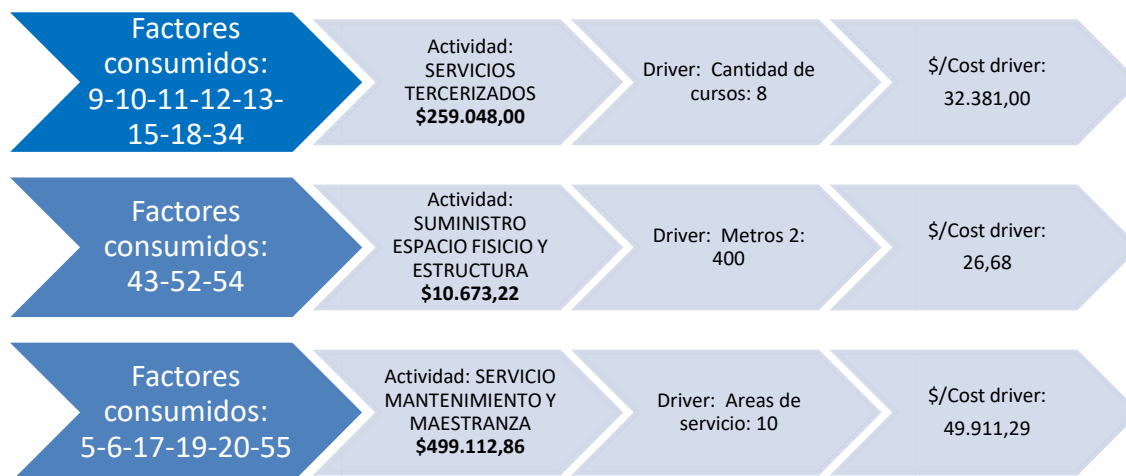 Factores
consumidos:
9-10-11-12-13-
15-18-34
Actividad:
SERVICIOS
TERCERIZADOS
$259.048,00
Driver: Cantidad de
cursos: 8
$/Cost driver:
32.381,00
Factores
consumidos:
43-52-54
Actividad:
SUMINISTRO
ESPACIO FISICIO Y
ESTRUCTURA
$10.673,22
Driver: Metros 2:
400
$/Cost driver:
26,68
Factores
consumidos:
5-6-17-19-20-55
Actividad: SERVICIO
MANTENIMIENTO Y
MAESTRANZA
$499.112,86
Driver: Areas de
servicio: 10
$/Cost driver:
49.911,29